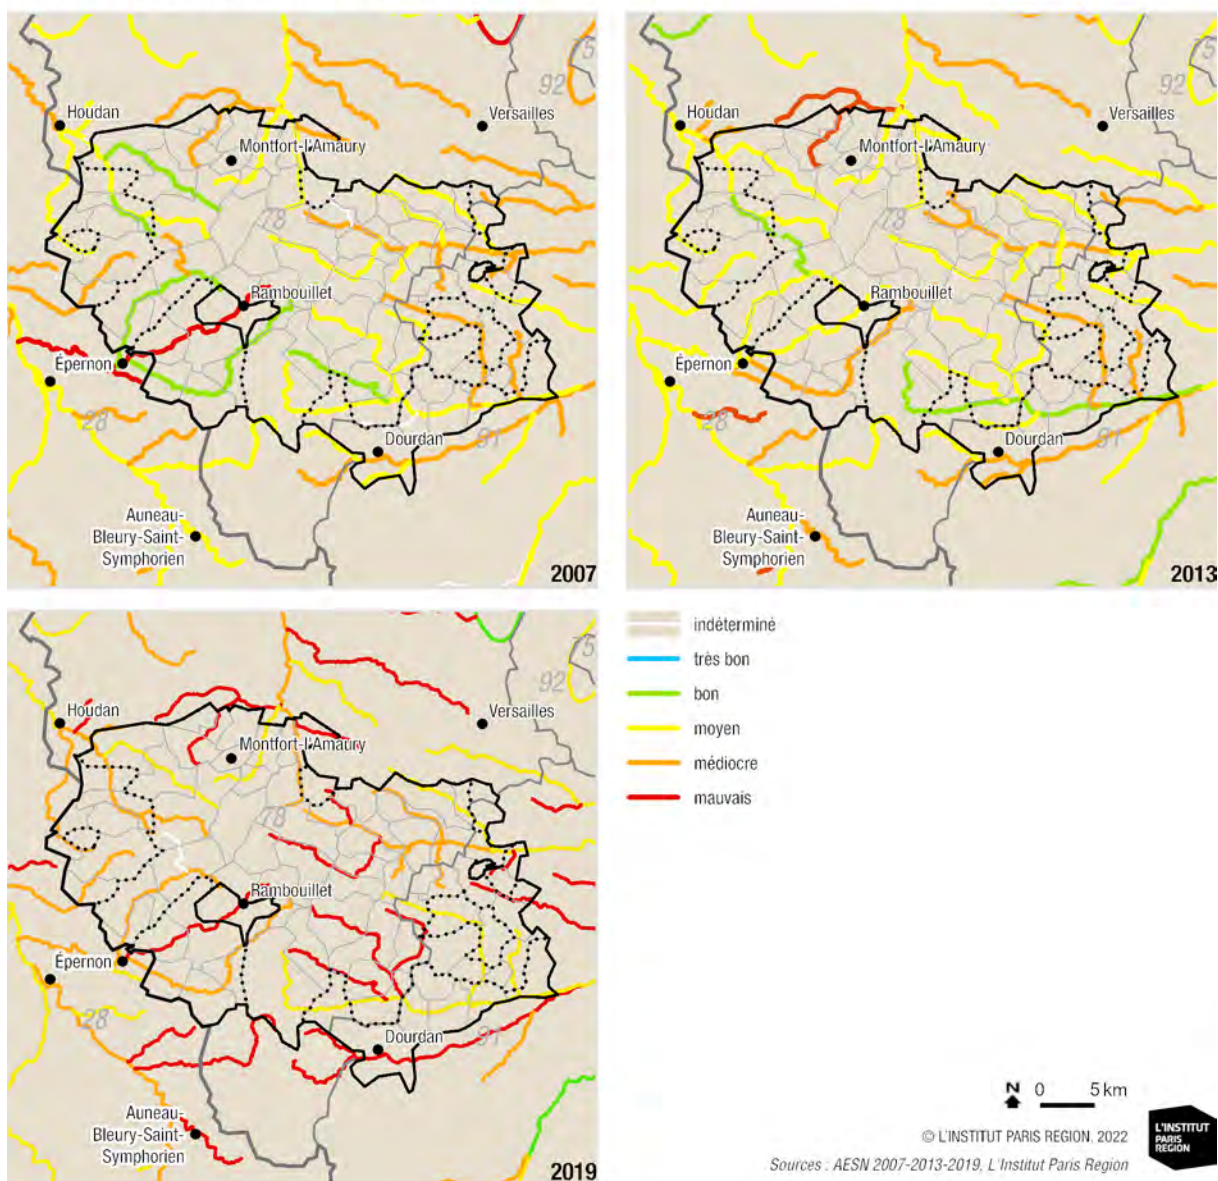 75
92
Houdan
Versailles
Montfort-l'Amaury
78
Rambouillet
Épernon
28
Dourdan
91
Auneau-
Bleury-Saint-
Symphorien
2007
75
92
Houdan
Versailles
Montfort-l'Amaury
78
Rambouillet
Épernon
28
Dourdan
91
Auneau-
Bleury-Saint-
Symphorien
2013
75
92
Houdan
Versailles
Montfort-l'Amaury
78
Rambouillet
Épernon
28
Dourdan
91
Auneau-
Bleury-Saint-
Symphorien
2019
indéterminé
très bon
bon
moyen
médiocre
mauvais
N 0 5 km
© L'INSTITUT PARIS REGION, 2022
Sources : AESN 2007-2013-2019, L'Institut Paris Region
L'INSTITUT
PARIS
REGION